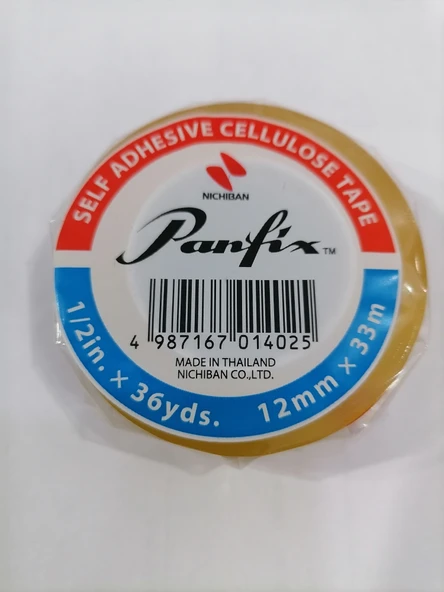 SELF ADHESIVE CELLULOSE TAPE
NICHIBAN
Panfix™
4 987167 014025
MADE IN THAILAND
NICHIBAN CO.,LTD.
1/2in. × 36yds. 12mm × 33m